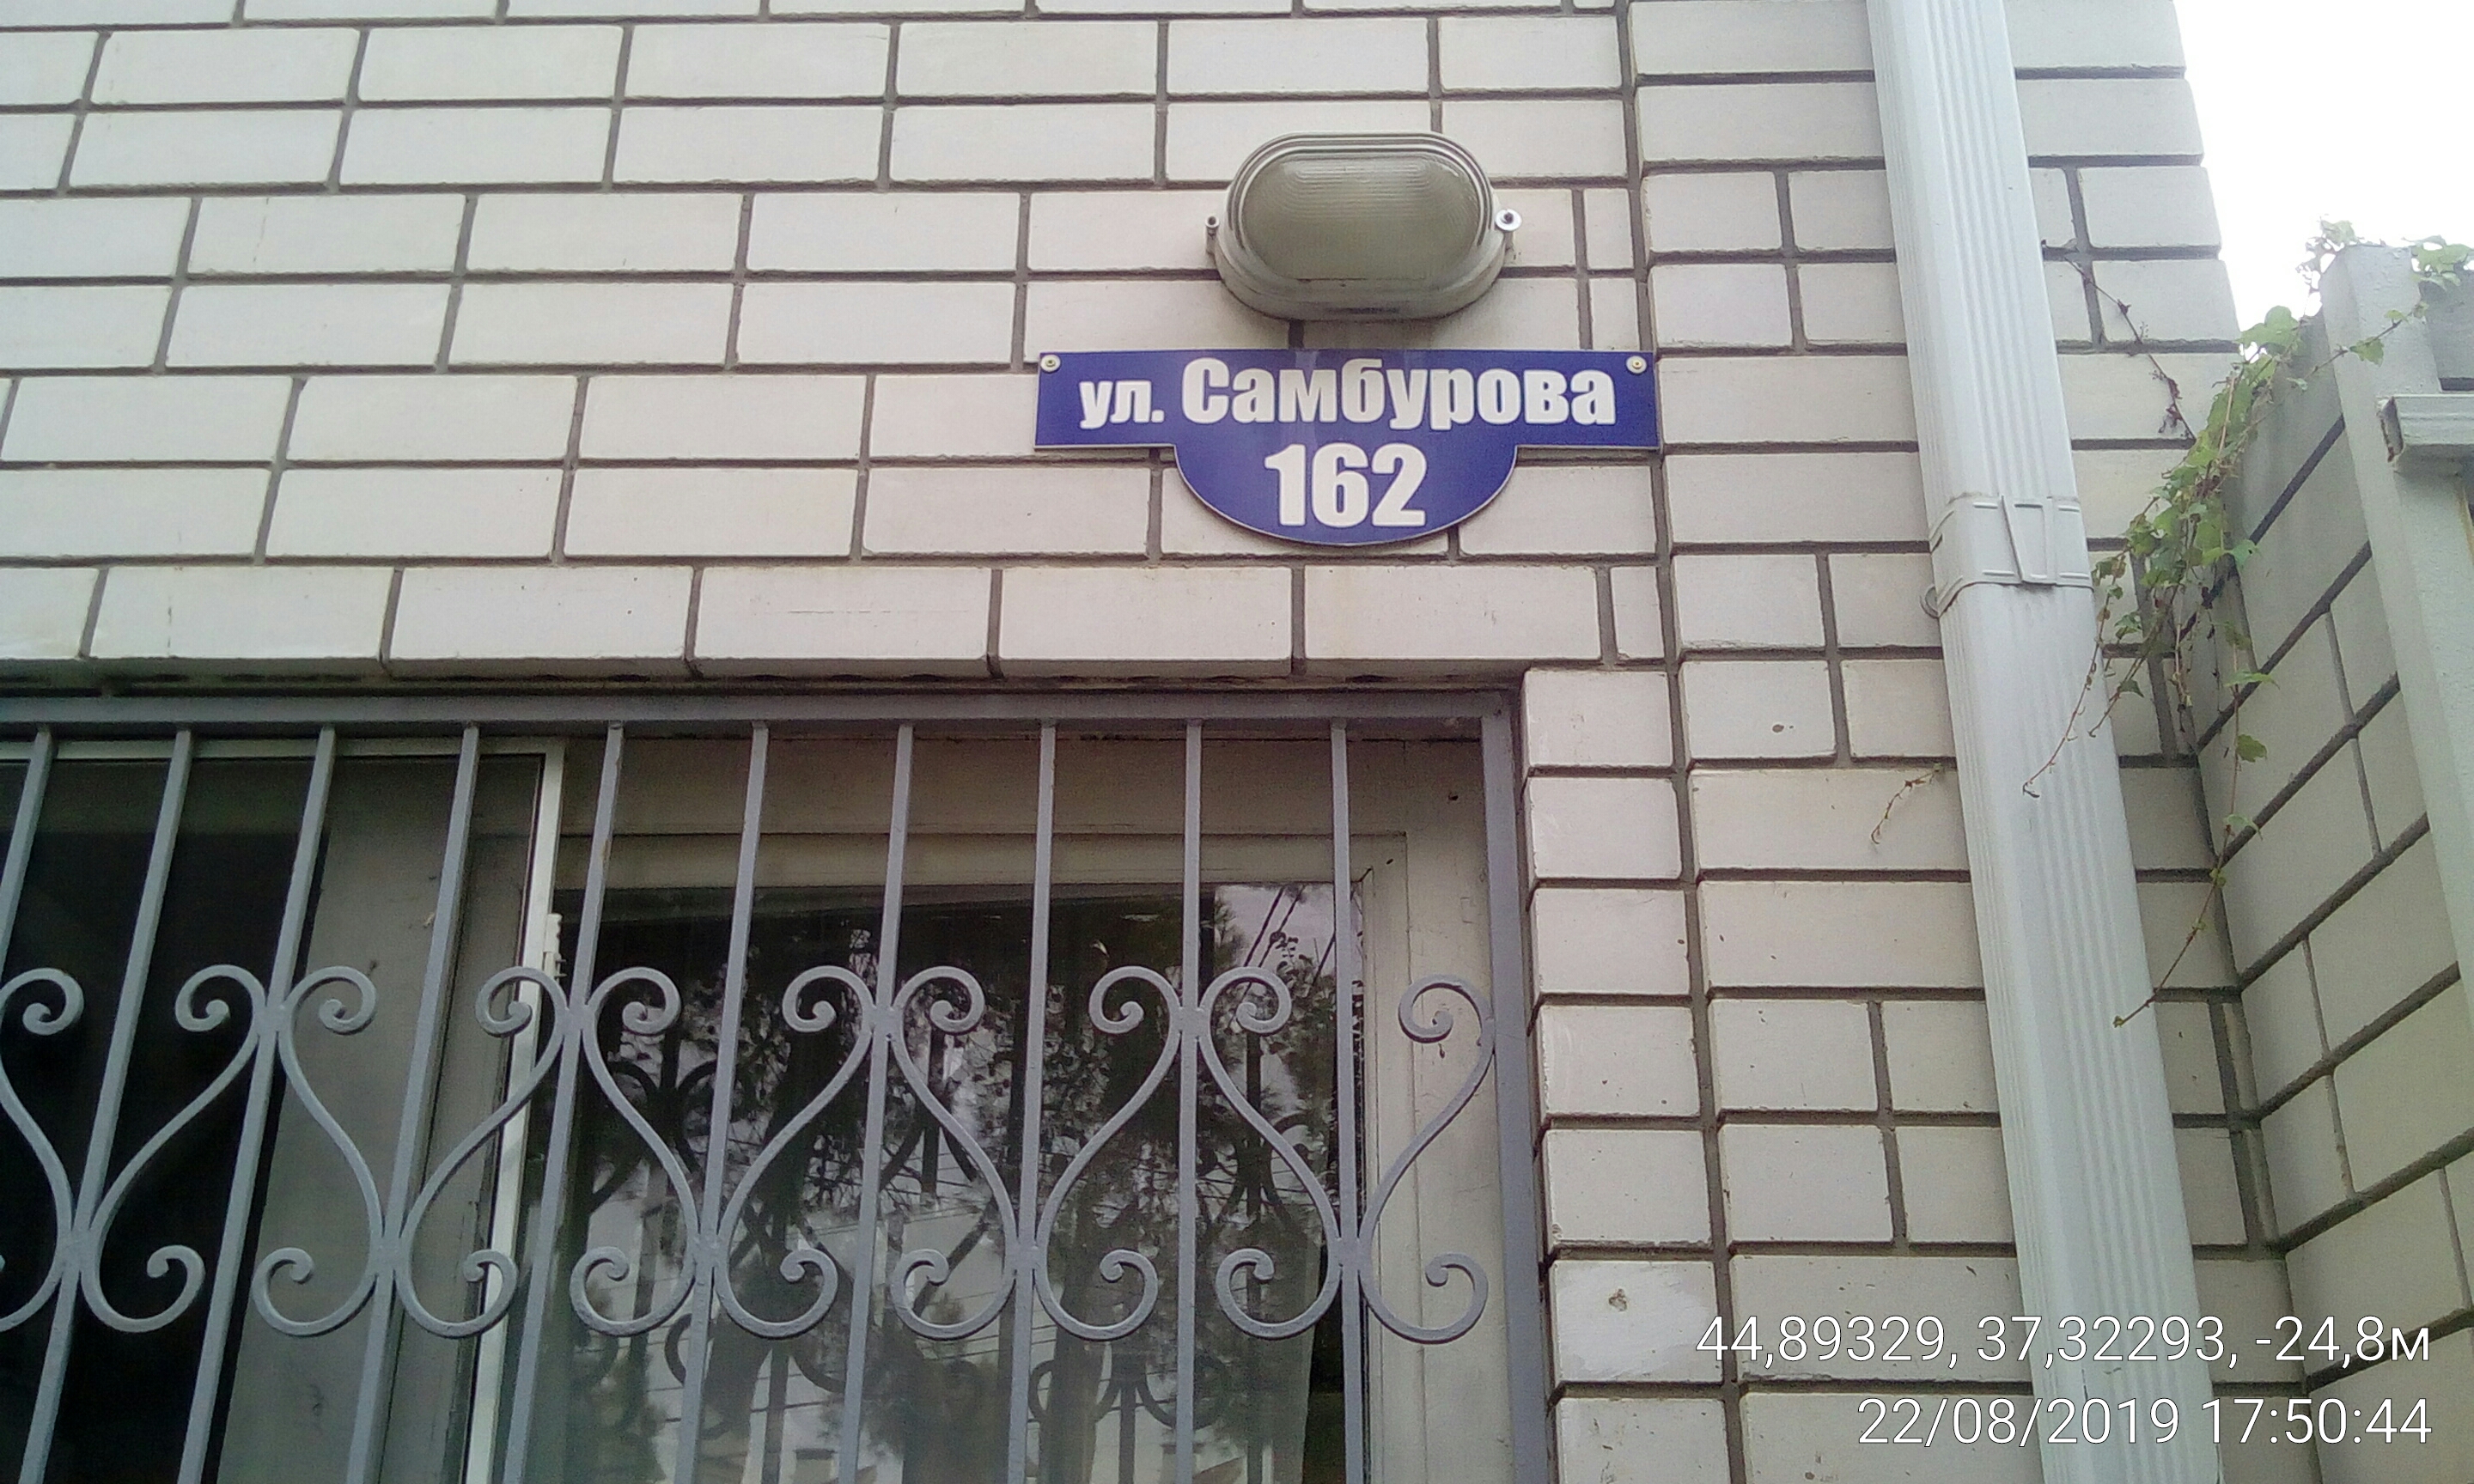 ул. Самбурова
162
44,89329, 37,32293, -24,8м
22/08/2019 17:50:44